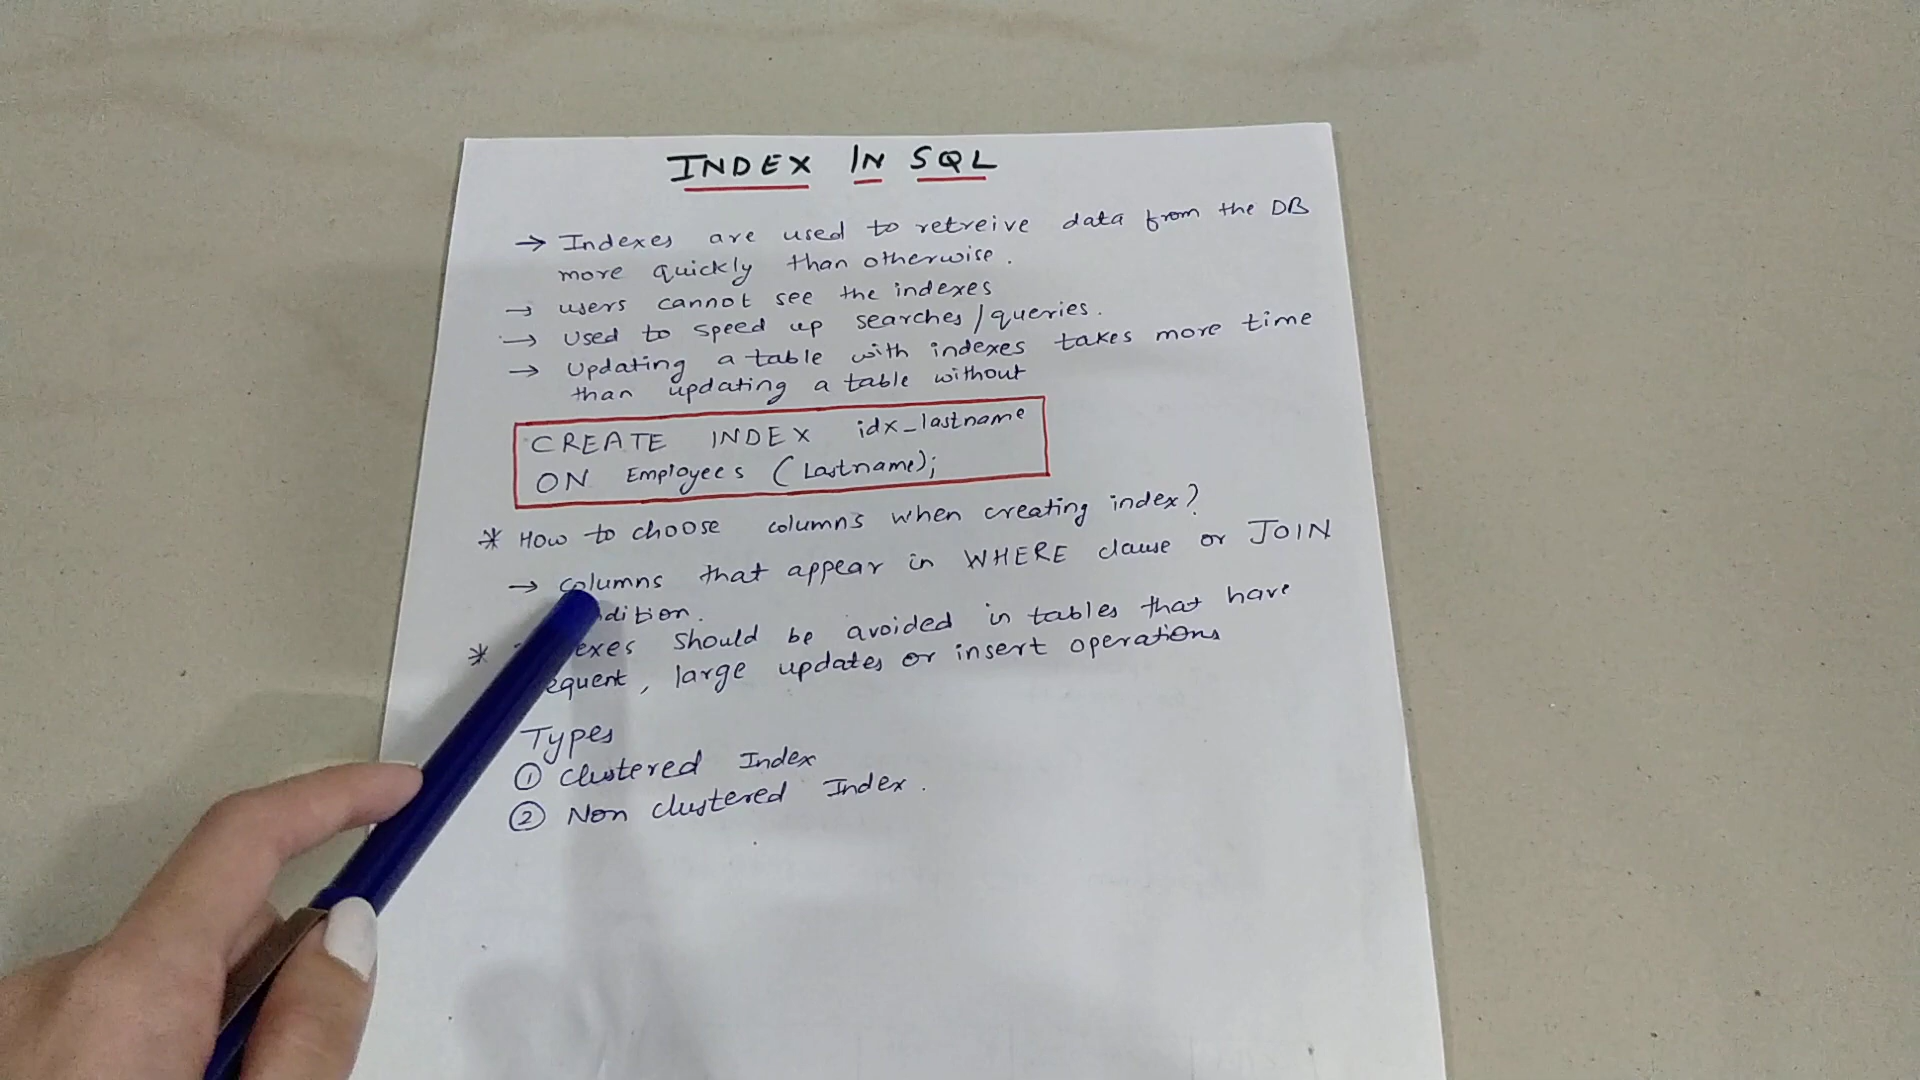 INDEX IN SQL
→ Indexes are used to retreive data from the DB
more quickly than otherwise.
→ users cannot see the indexes
→ Used to speed up searches/queries.
→ Updating a table with indexes takes more time
than updating a table without
CREATE INDEX idx_lastname
ON Employees (Lastname);
* How to choose columns when creating index?
→ columns that appear in WHERE clause or JOIN
* should be avoided in tables that have
, large updates or insert operations
Types
① Clustered Index
② Non clustered Index.